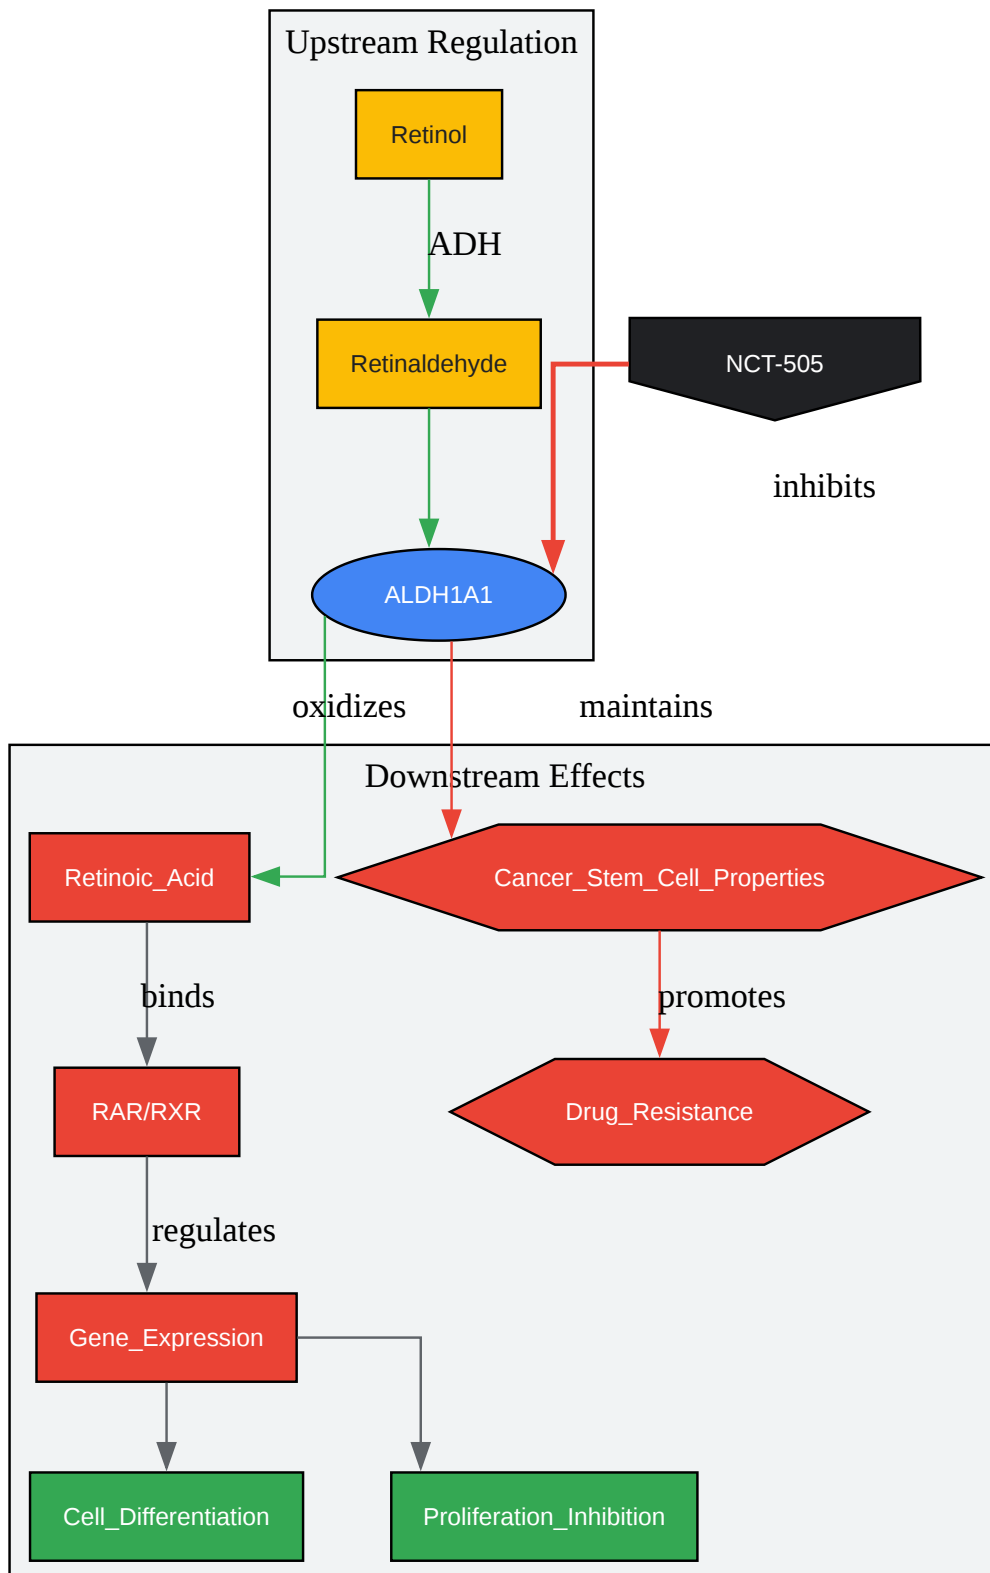 Upstream Regulation
Retinol
ADH
Retinaldehyde
NCT-505
inhibits
ALDH1A1
oxidizes
maintains
Downstream Effects
Retinoic_Acid
Cancer_Stem_Cell_Properties
binds
promotes
RAR/RXR
Drug_Resistance
regulates
Gene_Expression
Cell_Differentiation
Proliferation_Inhibition